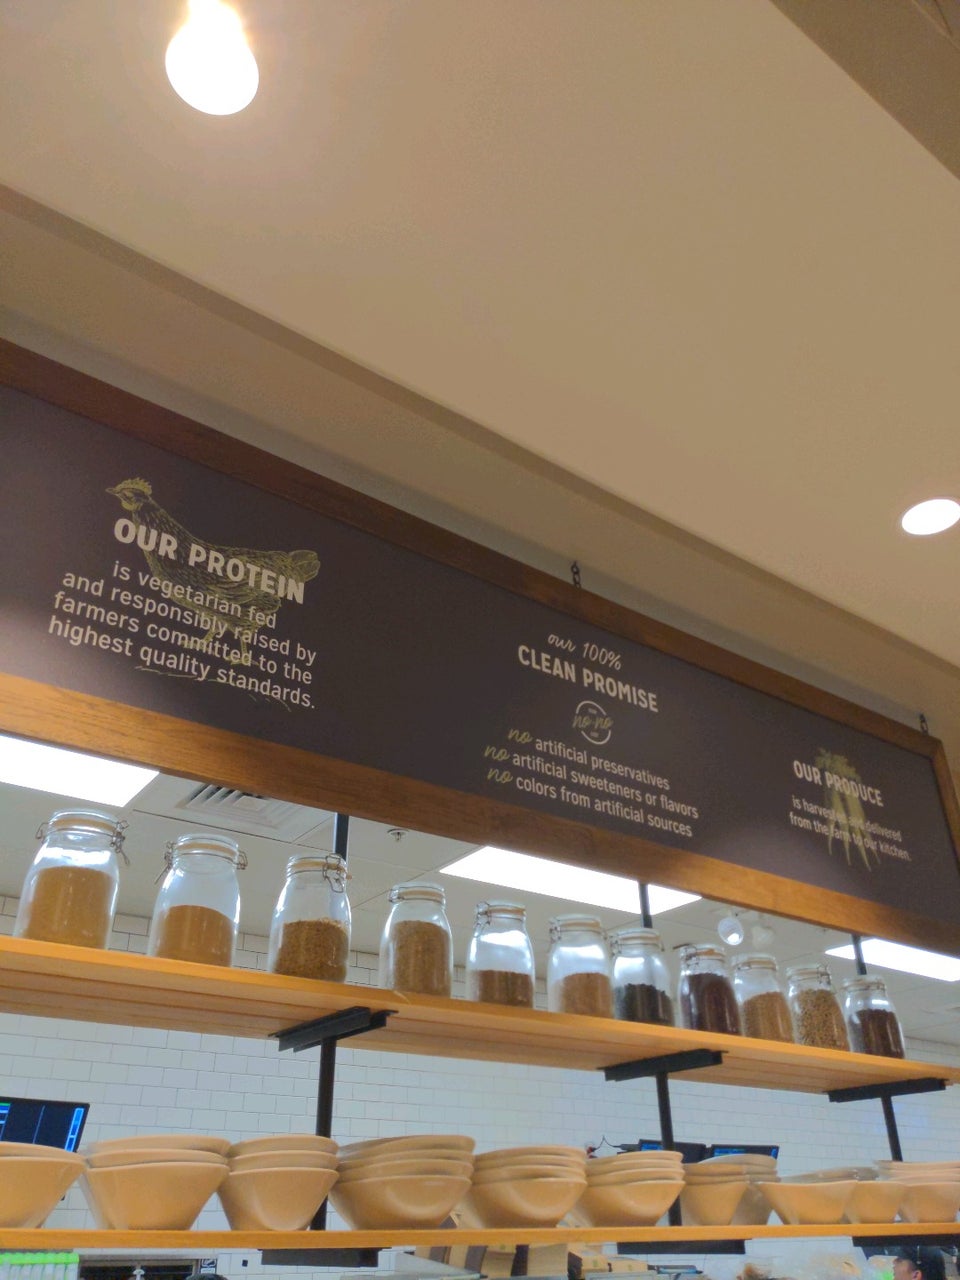 OUR PROTEIN
is vegetarian fed
and responsibly raised by
farmers committed to the
highest quality standards.
our 100%
CLEAN PROMISE
no no
no artificial preservatives
no artificial sweeteners or flavors
no colors from artificial sources
OUR PRODUCE
is harvested and delivered
from the farm to our kitchen.